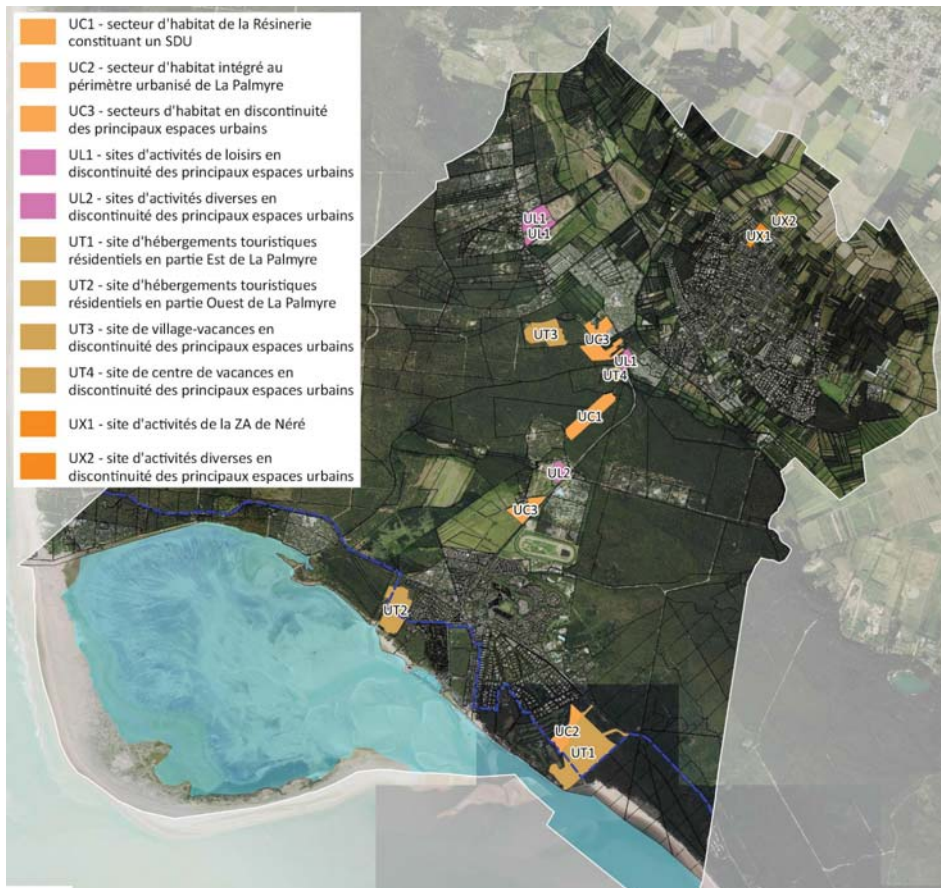 UC1 - secteur d'habitat de la Résinerie
constituant un SDU
UC2 - secteur d'habitat intégré au
périmètre urbanisé de La Palmyre
UC3 - secteurs d'habitat en discontinuité
des principaux espaces urbains
UL1 - sites d'activités de loisirs en
discontinuité des principaux espaces urbains
UL2 - sites d'activités diverses en
discontinuité des principaux espaces urbains
UT1 - site d'hébergements touristiques
résidentiels en partie Est de La Palmyre
UT2 - site d'hébergements touristiques
résidentiels en partie Ouest de La Palmyre
UT3 - site de village-vacances en
discontinuité des principaux espaces urbains
UT4 - site de centre de vacances en
discontinuité des principaux espaces urbains
UX1 - site d'activités de la ZA de Néré
UX2 - site d'activités diverses en
discontinuité des principaux espaces urbains
UL1
UL1
UX2
UX1
UT3
UC3
UL1
UT4
UC1
UL2
UC3
UT2
UC2
UT1